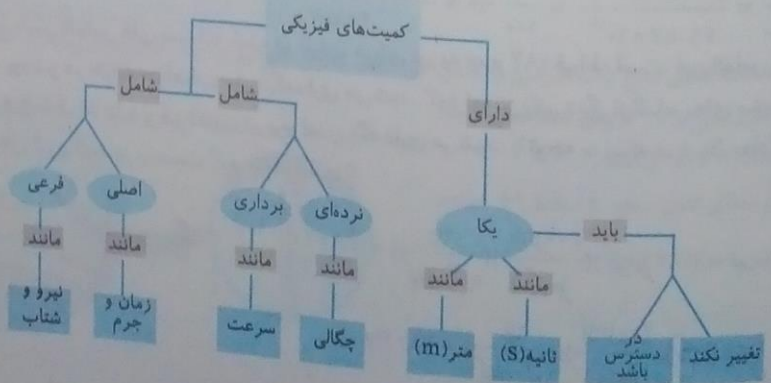 کمیت‌های فیزیکی
شامل
شامل
دارای
فرعی
اصلی
برداری
نرده‌ای
یکا
باید
مانند
مانند
مانند
مانند
مانند
مانند
نیرو و
شتاب
زمان و
جرم
سرعت
چگالی
متر(m)
ثانیه(S)
در
دسترس
باشد
تغییر نکند